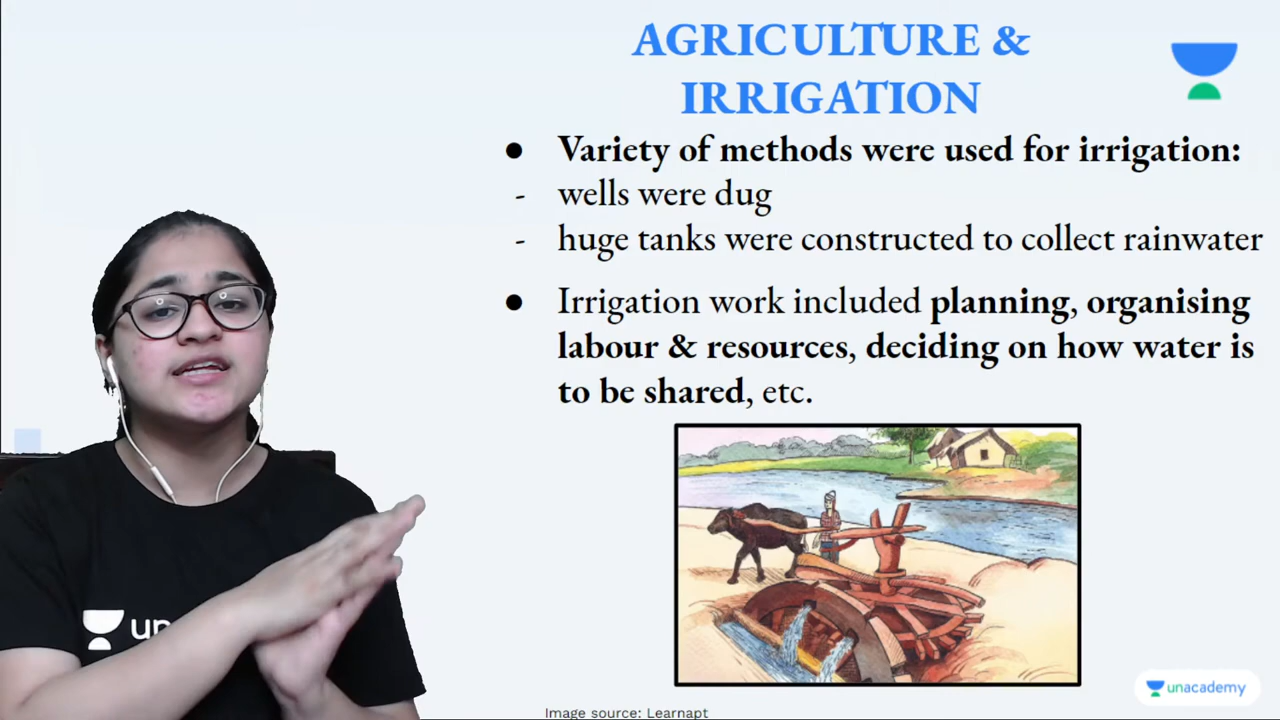 AGRICULTURE &
IRRIGATION
● Variety of methods were used for irrigation:
- wells were dug
- huge tanks were constructed to collect rainwater
● Irrigation work included planning, organising
labour & resources, deciding on how water is
to be shared, etc.
un
unacademy
Image source: Learnapt